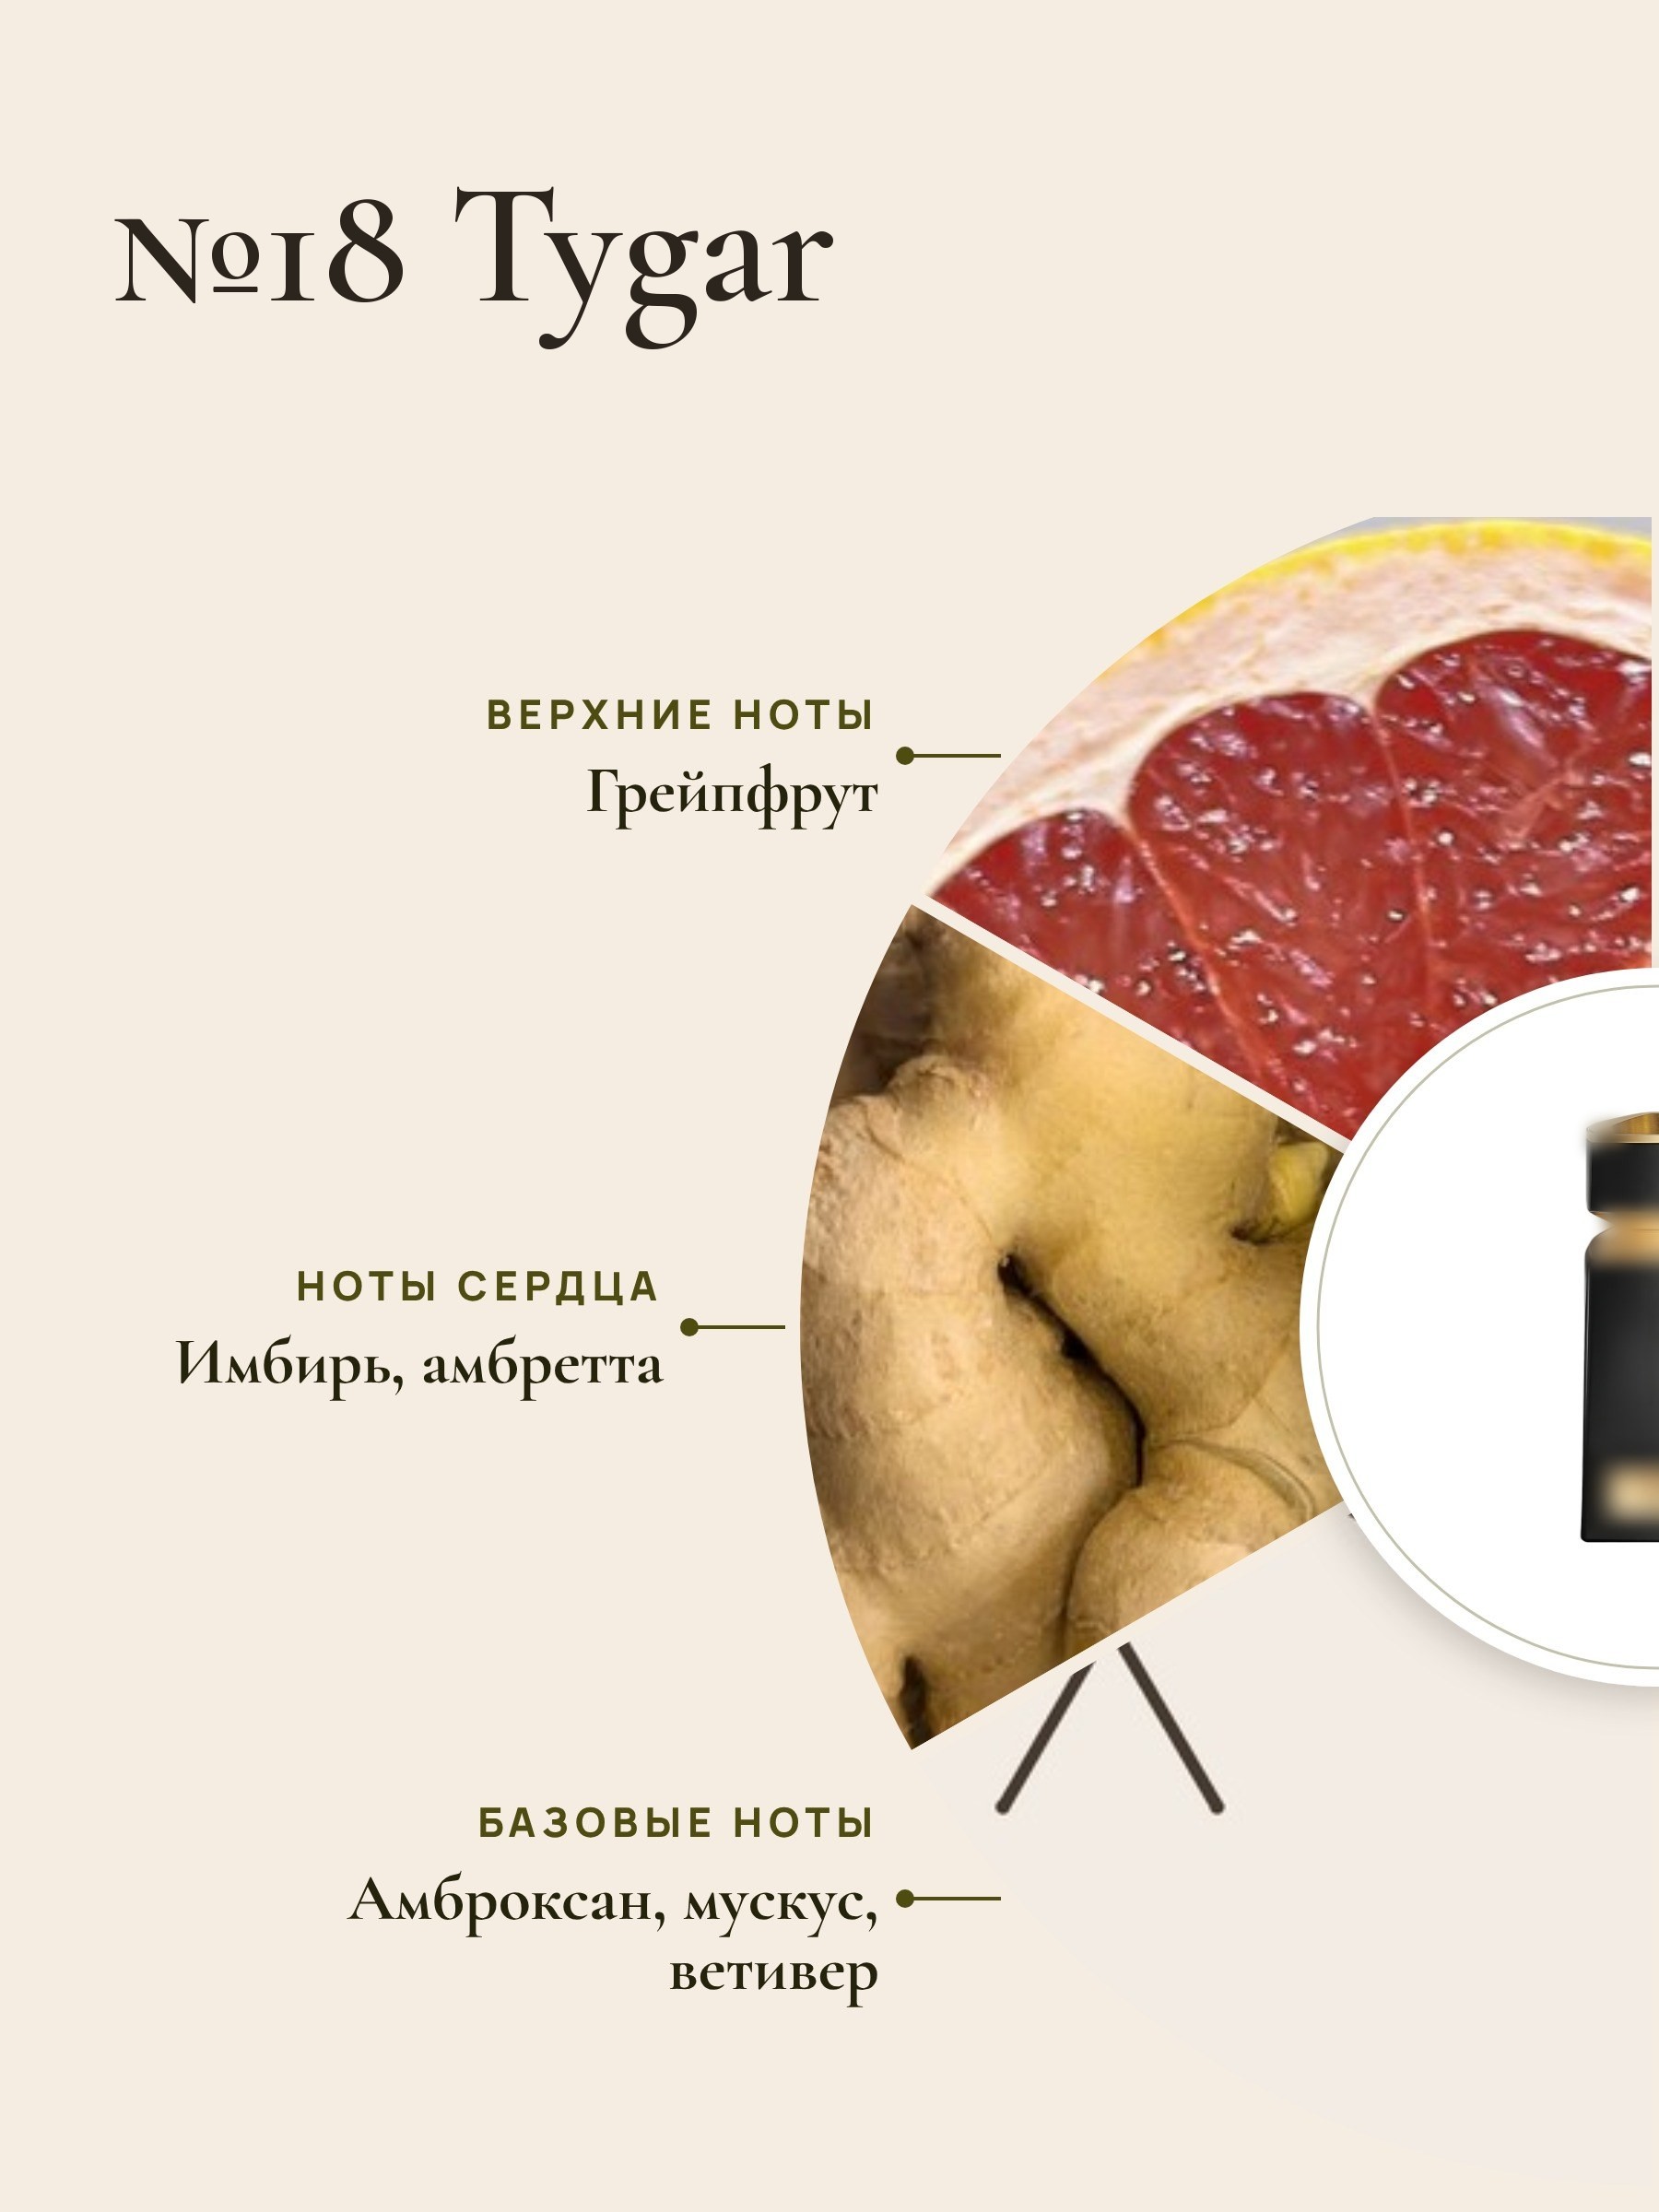 №18 Tygar
ВЕРХНИЕ НОТЫ
Грейпфрут
НОТЫ СЕРДЦА
Имбирь, амбретта
БАЗОВЫЕ НОТЫ
Амброксан, мускус,
ветивер